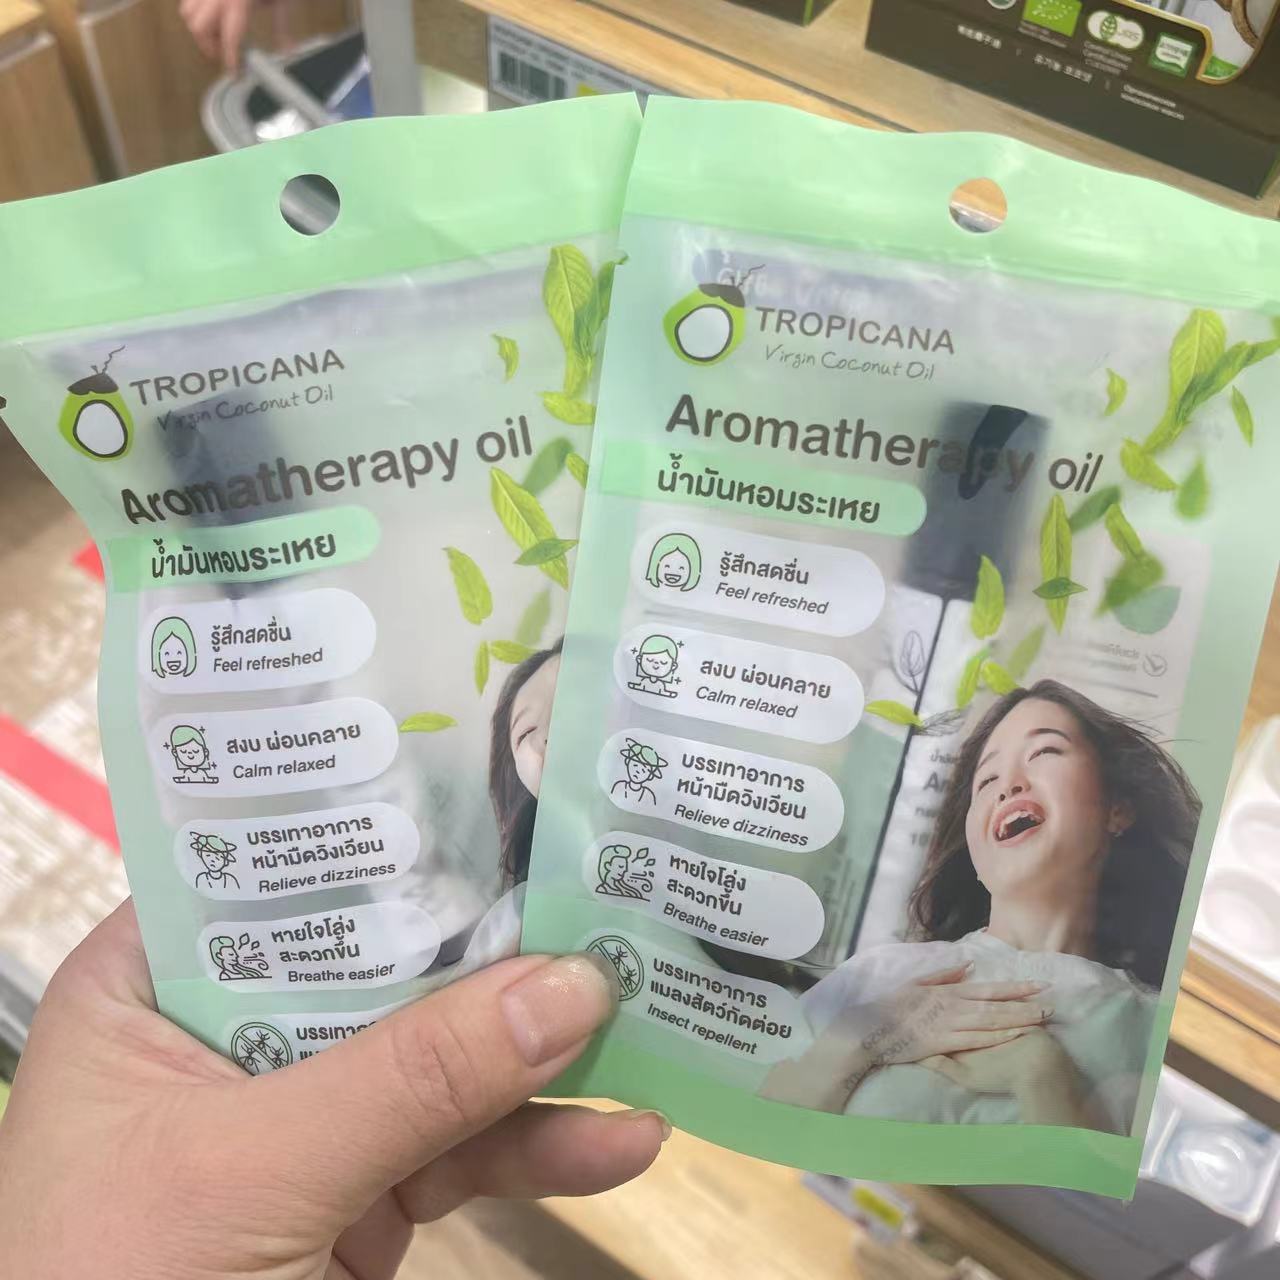 TROPICANA
Virgin Coconut Oil
Aromatherapy oil
น้ำมันหอมระเหย
รู้สึกสดชื่น
Feel refreshed
สงบ ผ่อนคลาย
Calm relaxed
บรรเทาอาการ
หน้ามืดวิงเวียน
Relieve dizziness
หายใจโล่ง
สะดวกขึ้น
Breathe easier
TROPICANA
Virgin Coconut Oil
Aromatherapy oil
น้ำมันหอมระเหย
รู้สึกสดชื่น
Feel refreshed
สงบ ผ่อนคลาย
Calm relaxed
บรรเทาอาการ
หน้ามืดวิงเวียน
Relieve dizziness
หายใจโล่ง
สะดวกขึ้น
Breathe easier
บรรเทาอาการ
แมลงสัตว์กัดต่อย
Insect repellent